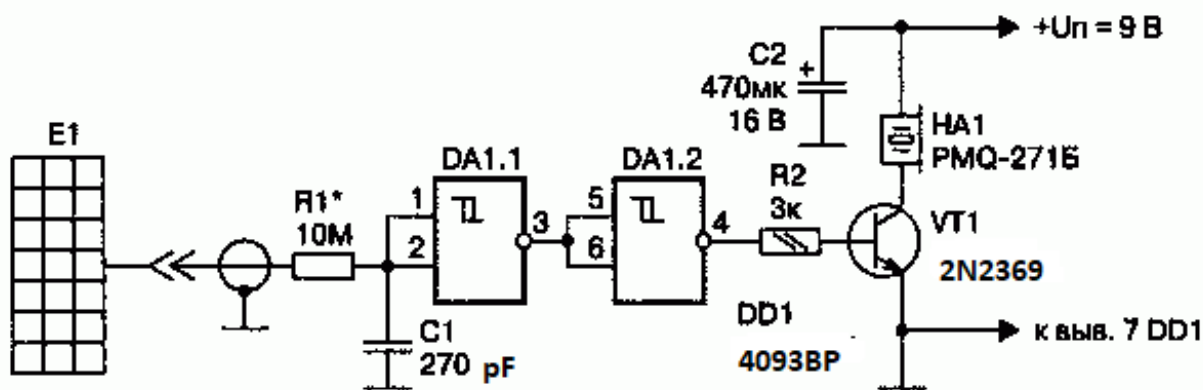 +Uп = 9 В
C2
+
470мк
16 В
HA1
PMQ-271Б
E1
DA1.1
DA1.2
R1*
10M
1
2
3
5
6
4
R2
3к
VT1
2N2369
C1
270 pF
DD1
4093BP
к выв. 7 DD1